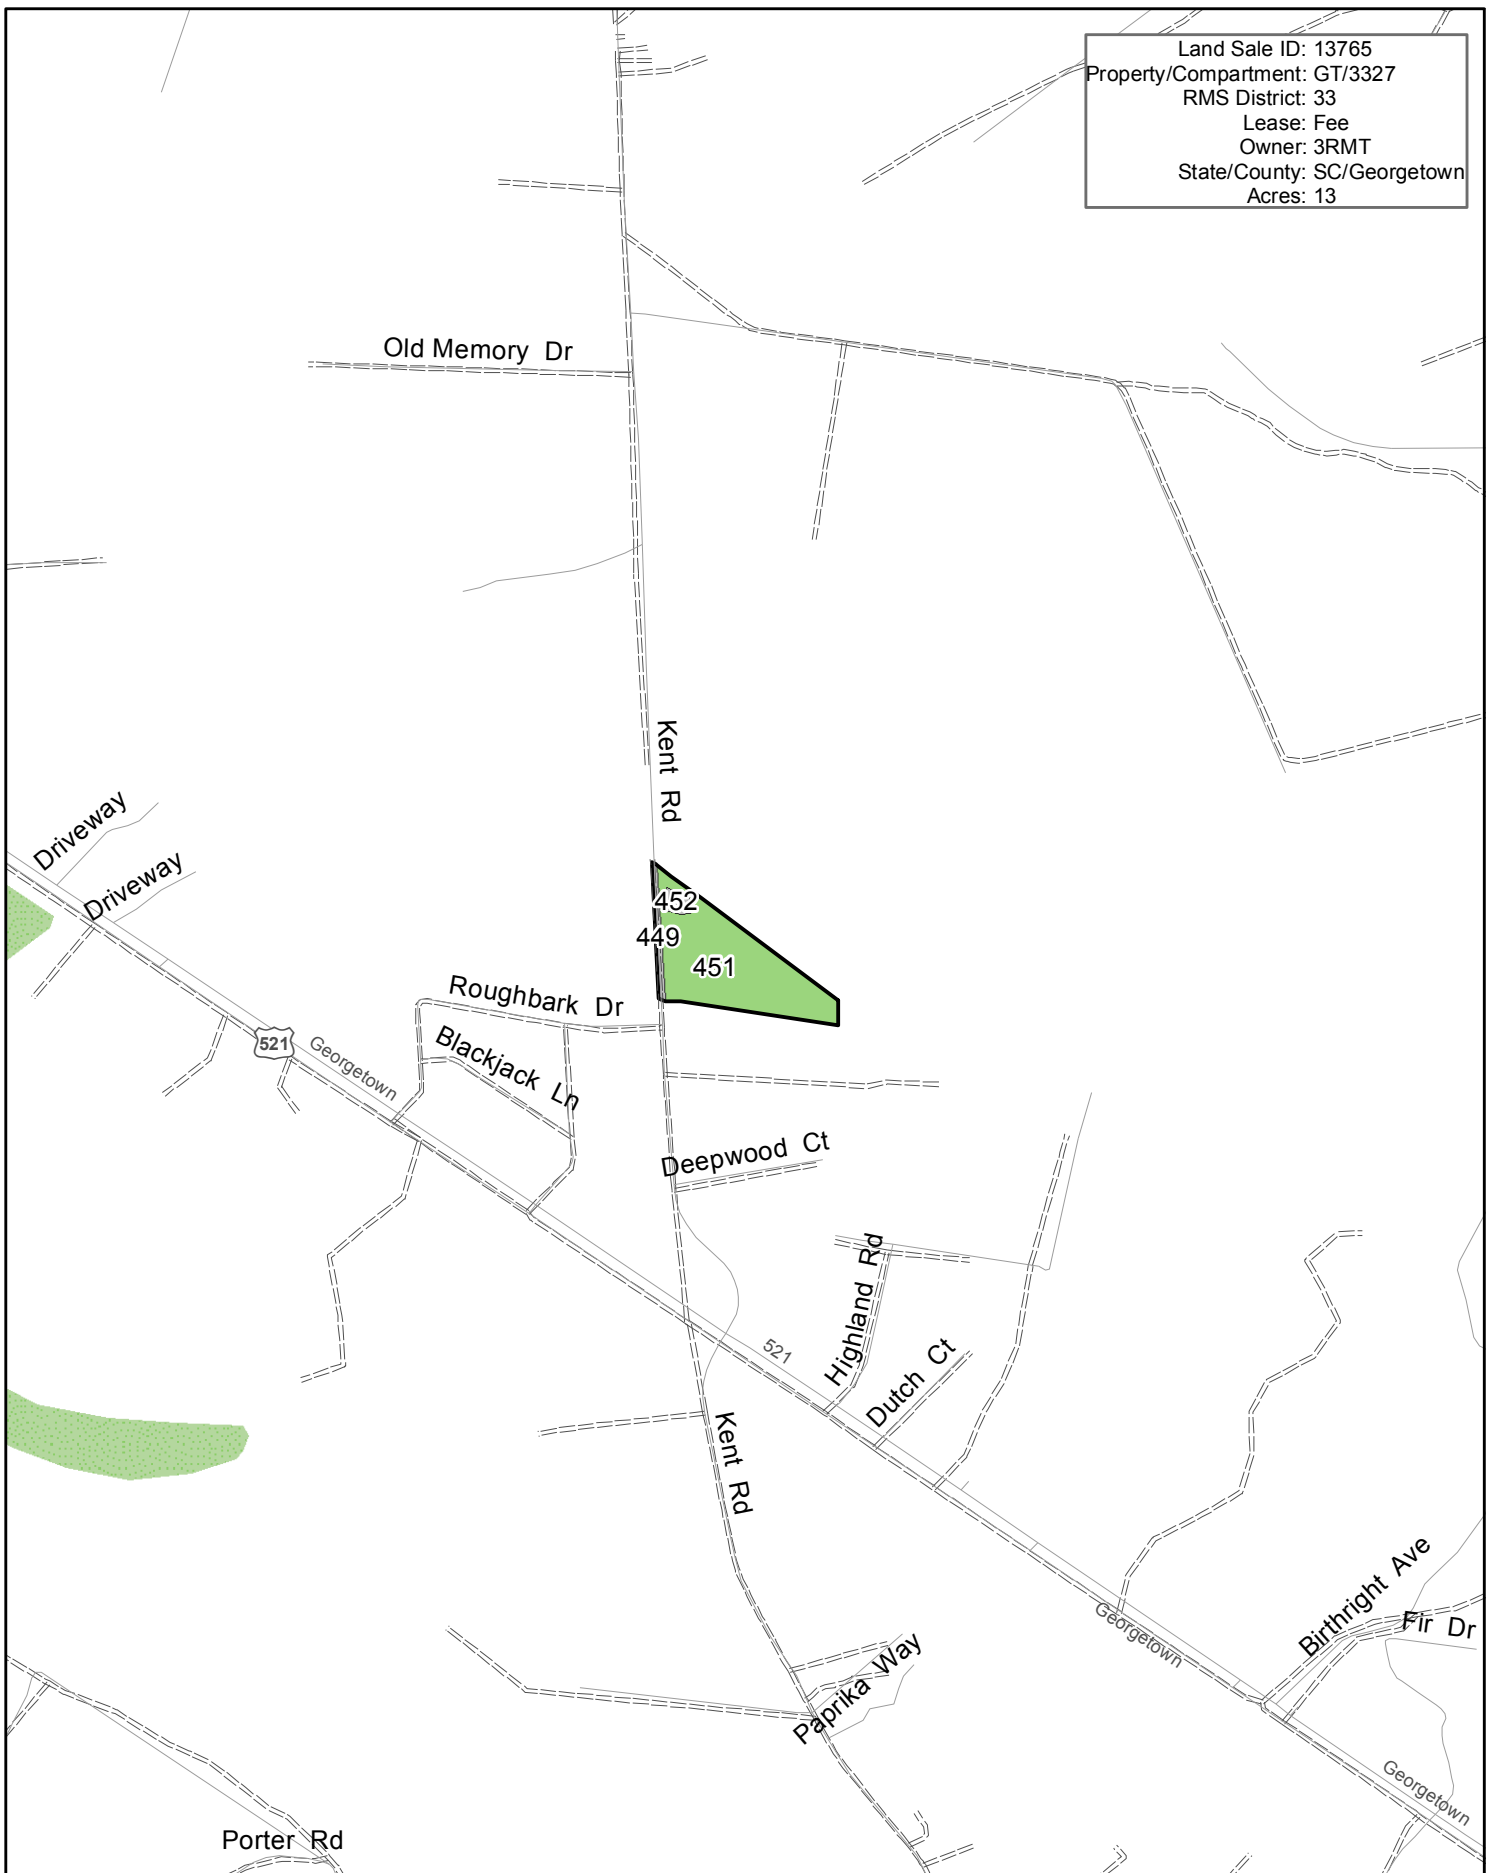 Land Sale ID: 13765
Property/Compartment: GT/3327
RMS District: 33
Lease: Fee
Owner: 3RMT
State/County: SC/Georgetown
Acres: 13
Old Memory Dr
Kent Rd
Driveway
Driveway
452
449
451
Roughbark Dr
521
Georgetown
Blackjack Ln
Deepwood Ct
Highland Rd
521
Dutch Ct
Kent Rd
Birthright Ave
Georgetown
Fir Dr
Paprika Way
Georgetown
Porter Rd